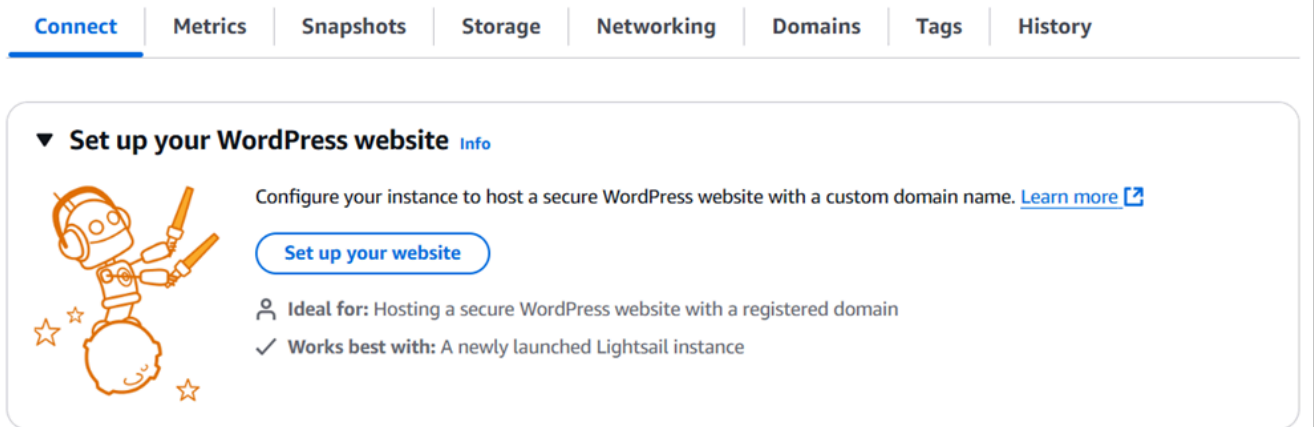 Connect Metrics Snapshots Storage Networking Domains Tags History
Set up your WordPress website Info
Configure your instance to host a secure WordPress website with a custom domain name. Learn more
Set up your website
Ideal for: Hosting a secure WordPress website with a registered domain
Works best with: A newly launched Lightsail instance